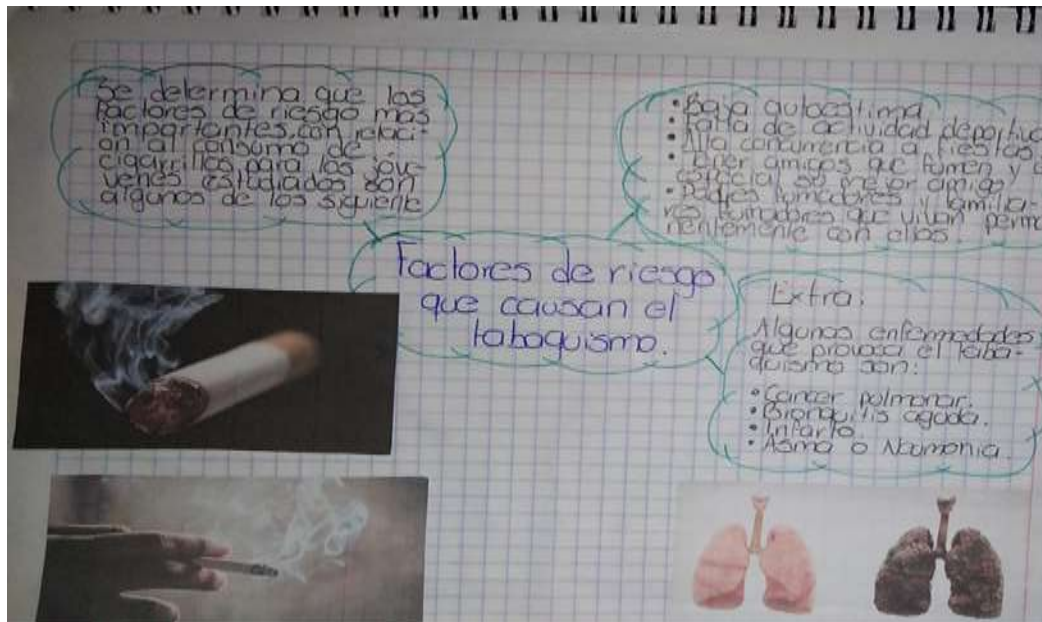 Se determina que los
factores de riesgo más
importantes, con relaci-
ón al consumo de
cigarrillos para los jóve-
venes estudiados son
algunos de los siguiente
• Baja autoestima.
• Falta de actividad deportiva
• Alta concurrencia a fiestas.
• Tener amigos que fumen y
especial su mejor amigo.
• Padres fumadores y familia-
res fumadores que vivan perma
nentemente con ellos.
Factores de riesgo
que causan el
tabaquismo.
Extra:
Algunas enfermedades
que provoca el taba-
quismo son:
• Cancer pulmonar.
• Bronquitis aguda.
• Infarto
• Asma o Neumonia.